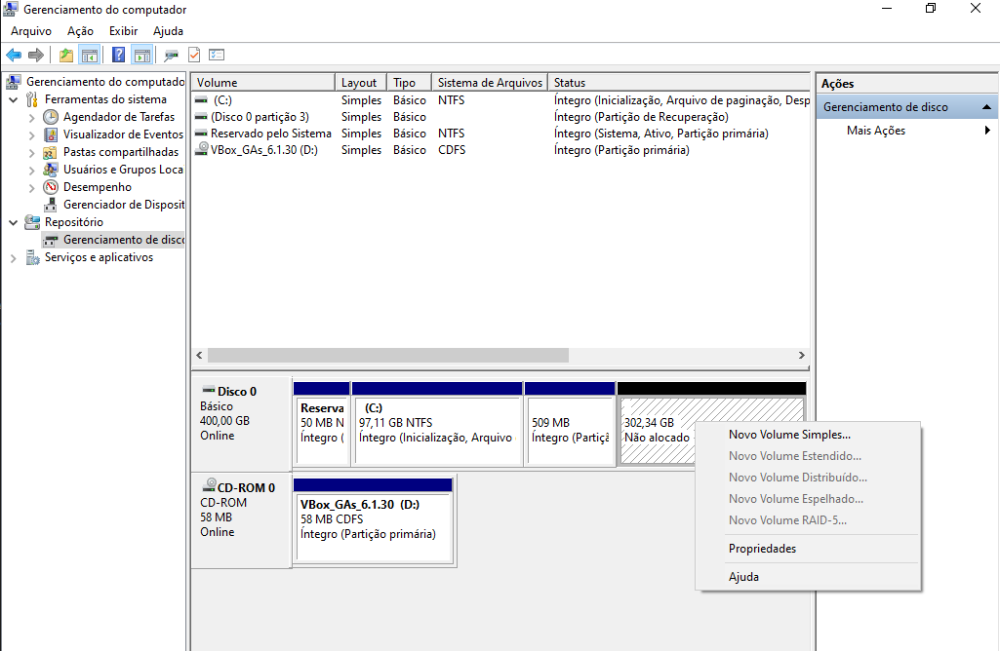 Gerenciamento do computador
Arquivo Ação Exibir Ajuda
Gerenciamento do computado
Ferramentas do sistema
Agendador de Tarefas
Visualizador de Eventos
Pastas compartilhadas
Usuários e Grupos Loca
Desempenho
Gerenciador de Disposit
Repositório
Gerenciamento de disco
Serviços e aplicativos
Volume Layout Tipo Sistema de Arquivos Status
(C:) Simples Básico NTFS Íntegro (Inicialização, Arquivo de paginação, Desp
(Disco 0 partição 3) Simples Básico Íntegro (Partição de Recuperação)
Reservado pelo Sistema Simples Básico NTFS Íntegro (Sistema, Ativo, Partição primária)
VBox_GAs_6.1.30 (D:) Simples Básico CDFS Íntegro (Partição primária)
Disco 0
Básico
400,00 GB
Online
Reserva
50 MB N
Íntegro (
(C:)
97,11 GB NTFS
Íntegro (Inicialização, Arquivo
509 MB
Íntegro (Partiç
302,34 GB
Não alocado
CD-ROM 0
CD-ROM
58 MB
Online
VBox_GAs_6.1.30 (D:)
58 MB CDFS
Íntegro (Partição primária)
Novo Volume Simples...
Novo Volume Estendido...
Novo Volume Distribuído...
Novo Volume Espelhado...
Novo Volume RAID-5...
Propriedades
Ajuda
Ações
Gerenciamento de disco
Mais Ações